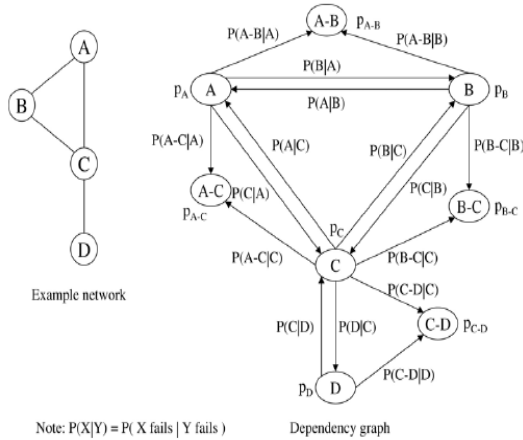 A-B
p_A-B
P(A-B|A)
P(A-B|B)
A
P(B|A)
p_A
A
B
p_B
B
P(A|B)
P(A-C|A)
P(A|C)
P(B|C)
P(B-C|B)
C
A-C
P(C|A)
P(C|B)
B-C
p_B-C
p_A-C
p_C
P(A-C|C)
C
P(B-C|C)
D
P(C-D|C)
Example network
P(C|D)
P(D|C)
C-D
p_C-D
p_D
D
P(C-D|D)
Note: P(X|Y) = P( X fails | Y fails )
Dependency graph